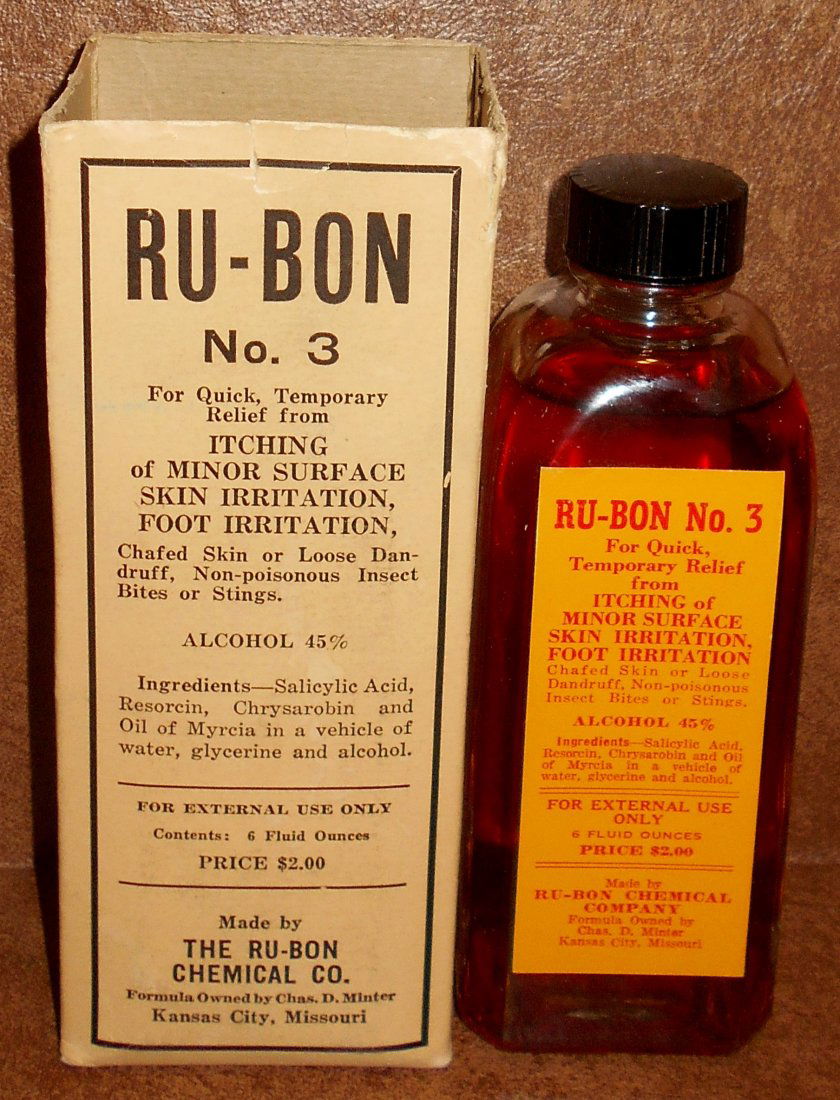 RU-BON
No. 3
For Quick, Temporary
Relief from
ITCHING
of MINOR SURFACE
SKIN IRRITATION,
FOOT IRRITATION,
Chafed Skin or Loose Dan-
druff, Non-poisonous Insect
Bites or Stings.
ALCOHOL 45%
Ingredients—Salicylic Acid,
Resorcin, Chrysarobin and
Oil of Myrcia in a vehicle of
water, glycerine and alcohol.
FOR EXTERNAL USE ONLY
Contents: 6 Fluid Ounces
PRICE $2.00
Made by
THE RU-BON
CHEMICAL CO.
Formula Owned by Chas. D. Minter
Kansas City, Missouri
RU-BON No. 3
For Quick,
Temporary Relief
from
ITCHING of
MINOR SURFACE
SKIN IRRITATION,
FOOT IRRITATION
Chafed Skin or Loose
Dandruff, Non-poisonous
Insect Bites or Stings.
ALCOHOL 45%
Ingredients—Salicylic Acid,
Resorcin, Chrysarobin and Oil
of Myrcia in a vehicle of
water, glycerine and alcohol.
FOR EXTERNAL USE
ONLY
6 FLUID OUNCES
PRICE $2.00
Made by
RU-BON CHEMICAL
COMPANY
Formula Owned by
Chas. D. Minter
Kansas City, Missouri